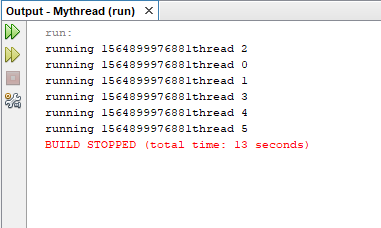 Output - Mythread (run) ×
run:
running 1564899976881thread 2
running 1564899976881thread 0
running 1564899976881thread 1
running 1564899976881thread 3
running 1564899976881thread 4
running 1564899976881thread 5
BUILD STOPPED (total time: 13 seconds)